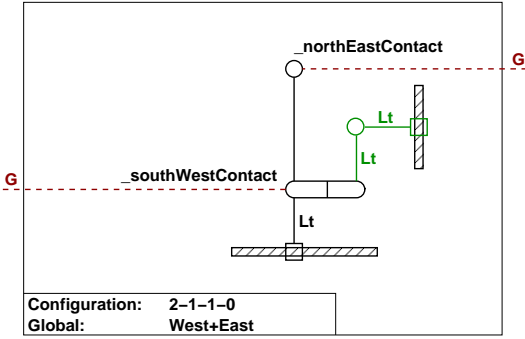 _northEastContact
G
Lt
Lt
_southWestContact
G
Lt
Configuration: 2−1−1−0
Global: West+East